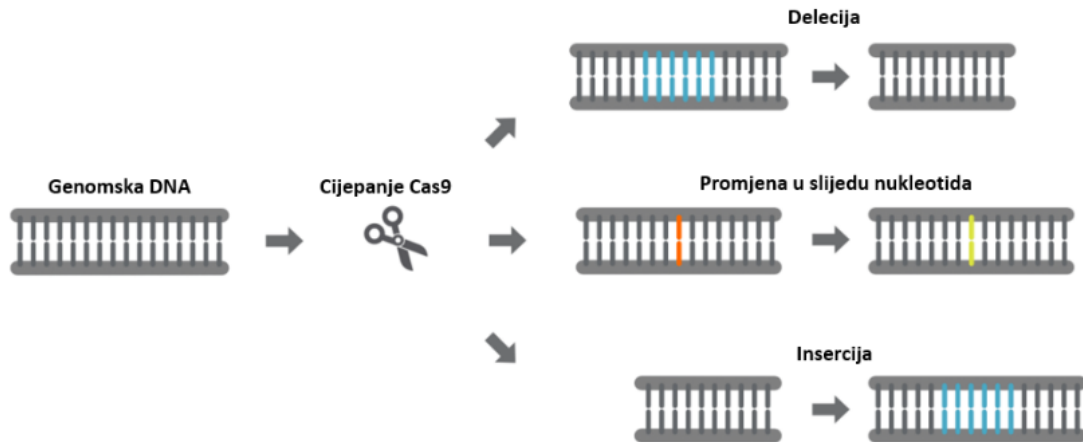 Delecija
Genomska DNA
Cijepanje Cas9
Promjena u slijedu nukleotida
Insercija